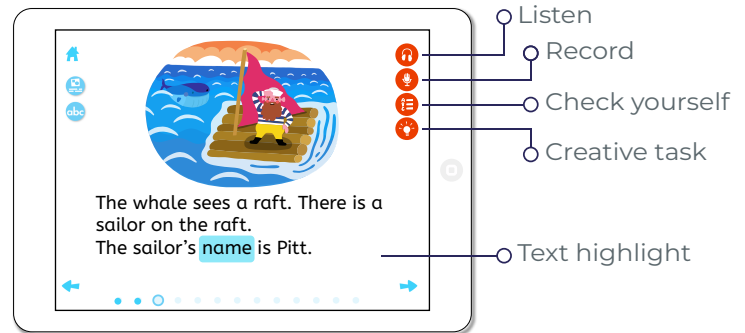 Listen
Record
Check yourself
Creative task
abc
The whale sees a raft. There is a
sailor on the raft.
The sailor's name is Pitt.
Text highlight